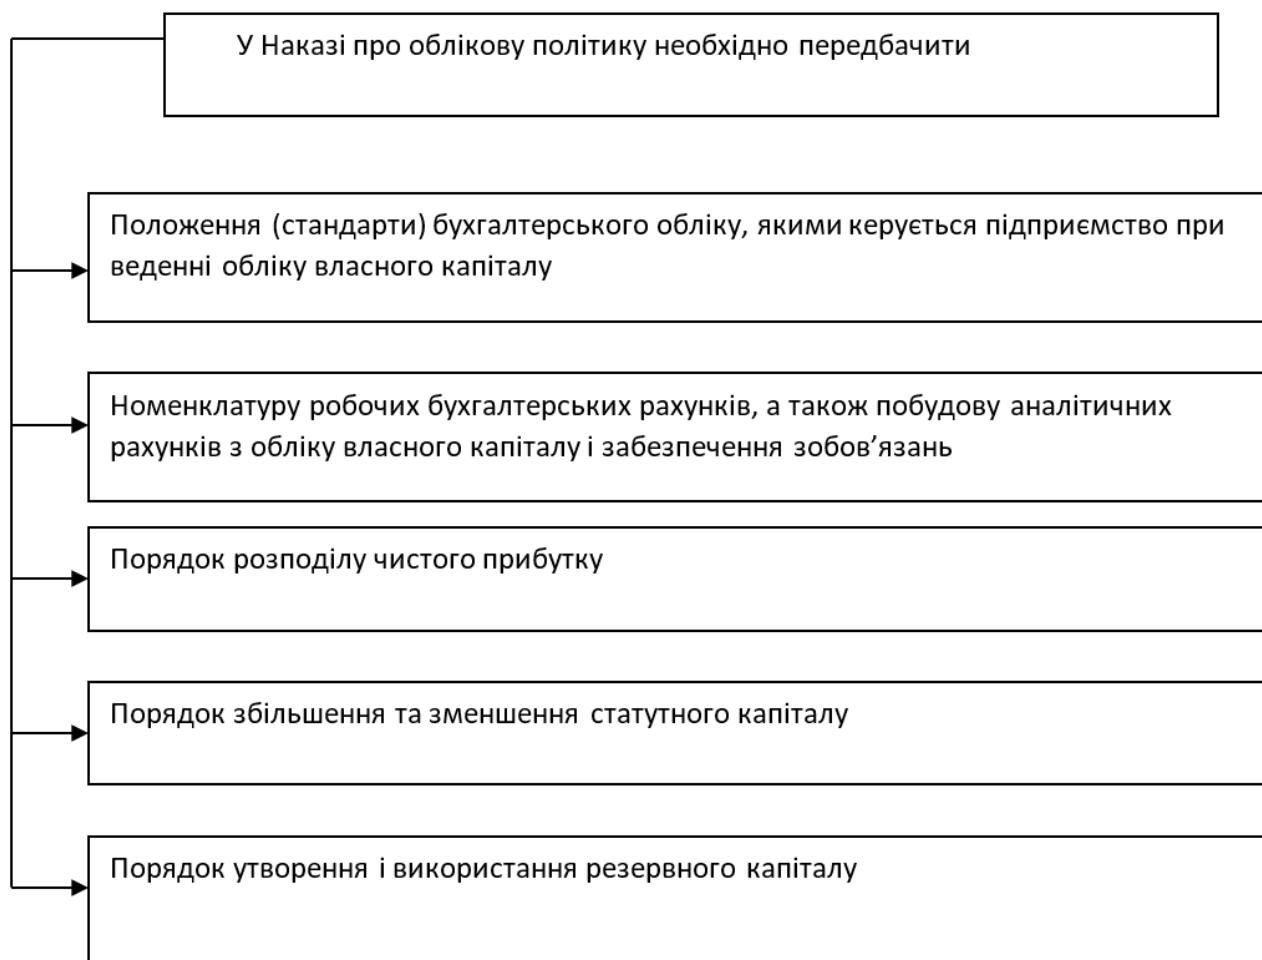 У Наказі про облікову політику необхідно передбачити
Положення (стандарти) бухгалтерського обліку, якими керується підприємство при
веденні обліку власного капіталу
Номенклатуру робочих бухгалтерських рахунків, а також побудову аналітичних
рахунків з обліку власного капіталу і забезпечення зобов’язань
Порядок розподілу чистого прибутку
Порядок збільшення та зменшення статутного капіталу
Порядок утворення і використання резервного капіталу